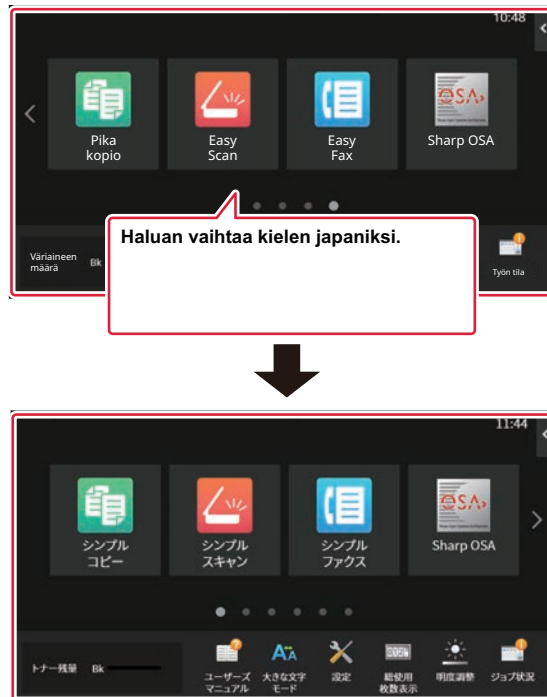 10:48
Pika
kopio
Easy
Scan
Easy
Fax
OSA
Sharp OSA
Haluan vaihtaa kielen japaniksi.
Väriaineen
määrä
Bk
Työn tila
11:44
シンプル
コピー
シンプル
スキャン
シンプル
ファクス
OSA
Sharp OSA
トナー残量
Bk
ユーザーズ
マニュアル
大きな文字
モード
設定
総使用
枚数表示
明度調整
ジョブ状況